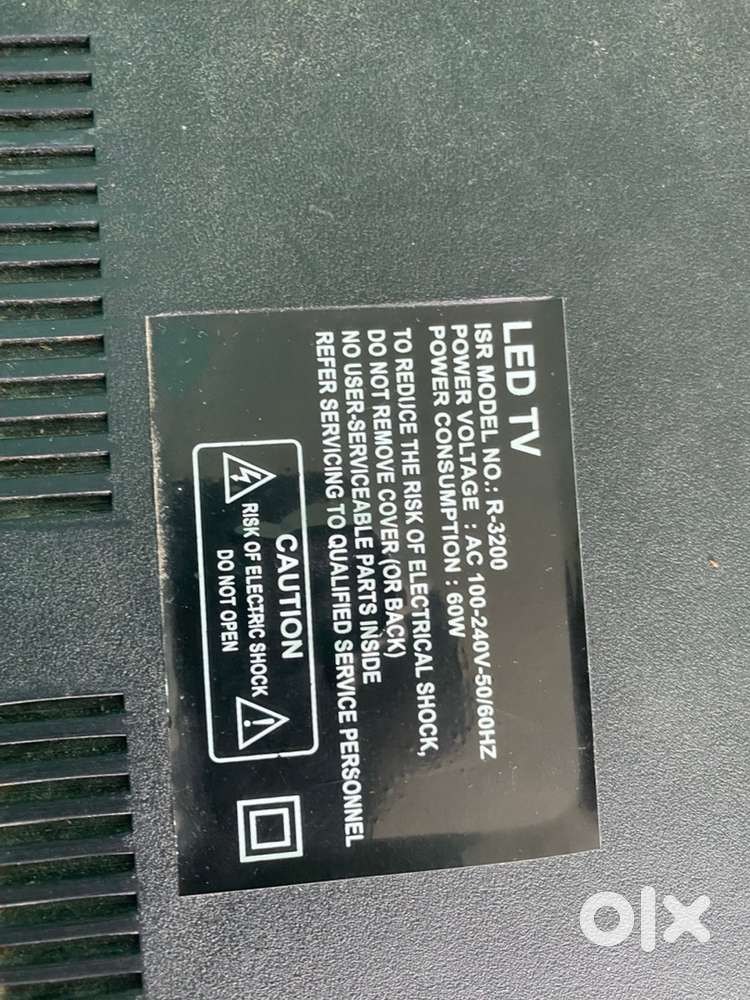 LED TV
ISR MODEL NO.: R-3200
POWER VOLTAGE : AC 100-240V-50/60HZ
POWER CONSUMPTION : 60W
TO REDUCE THE RISK OF ELECTRICAL SHOCK,
DO NOT REMOVE COVER (OR BACK)
NO USER-SERVICEABLE PARTS INSIDE
REFER SERVICING TO QUALIFIED SERVICE PERSONNEL
CAUTION
RISK OF ELECTRIC SHOCK
DO NOT OPEN
olx